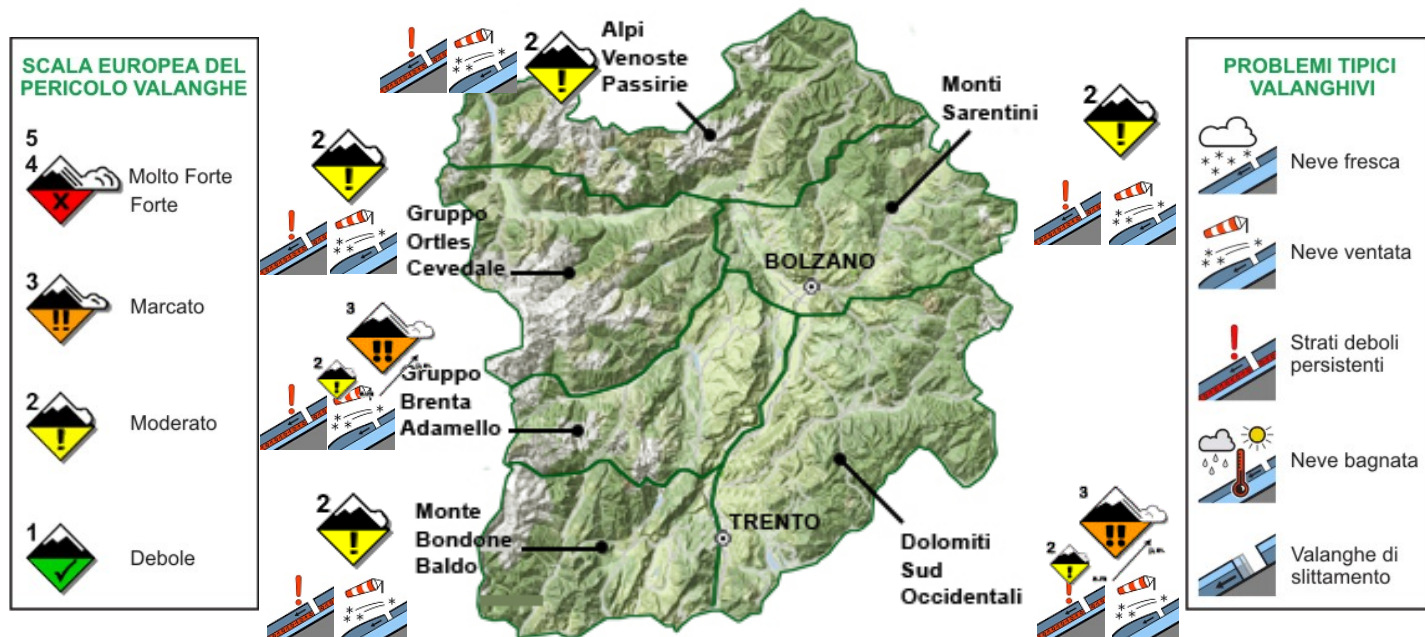 SCALA EUROPEA DEL
PERICOLO VALANGHE
5
4
Molto Forte
Forte
3
Marcato
2
Moderato
1
Debole
2
Alpi
Venoste
Passirie
Monti
Sarentini
2
2
Gruppo
Ortles
Cevedale
BOLZANO
3
2
Gruppo
Brenta
Adamello
2
Monte
Bondone
Baldo
TRENTO
Dolomiti
Sud
Occidentali
3
2
a.m
p.m.
PROBLEMI TIPICI
VALANGHIVI
Neve fresca
Neve ventata
Strati deboli
persistenti
Neve bagnata
Valanghe di
slittamento